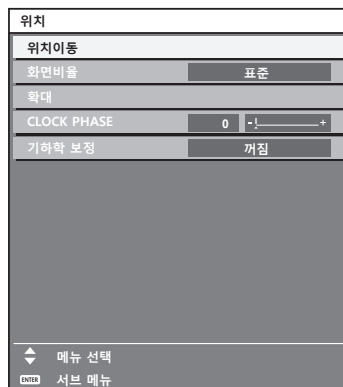 위치
위치이동
화면비율 표준
확대
CLOCK PHASE 0 - +
기하학 보정 꺼짐
메뉴 선택
ENTER 서브 메뉴